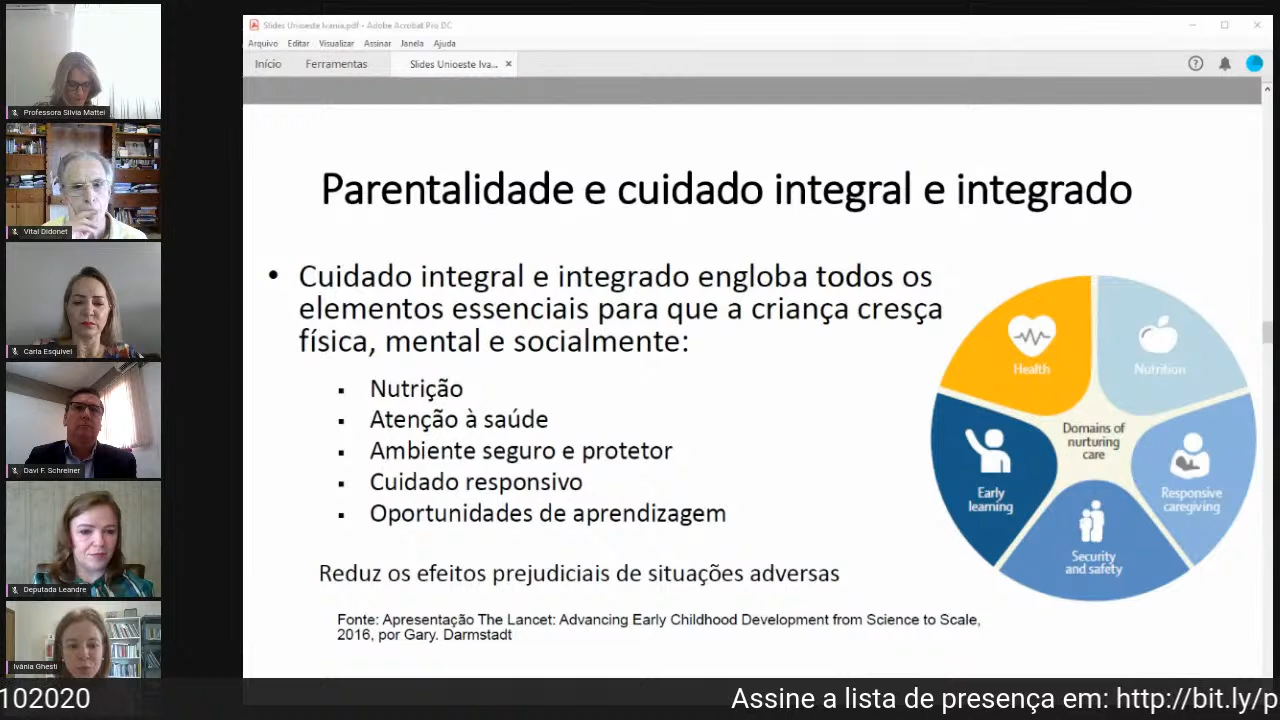 Slides Unioeste Ivania.pdf - Adobe Acrobat Pro DC
Arquivo Editar Visualizar Assinar Janela Ajuda
Início Ferramentas Slides Unioeste Iva... ×
Professora Silvia Mattei
Vital Didonet
Carla Esquivel
Davi F. Schreiner
Deputada Leandre
Ivânia Ghesti
Parentalidade e cuidado integral e integrado
• Cuidado integral e integrado engloba todos os
elementos essenciais para que a criança cresça
física, mental e socialmente:
▪ Nutrição
▪ Atenção à saúde
▪ Ambiente seguro e protetor
▪ Cuidado responsivo
▪ Oportunidades de aprendizagem
Reduz os efeitos prejudiciais de situações adversas
Fonte: Apresentação The Lancet: Advancing Early Childhood Development from Science to Scale,
2016, por Gary. Darmstadt
Health
Nutrition
Domains of
nurturing
care
Early
learning
Responsive
caregiving
Security
and safety
102020 Assine a lista de presença em: http://bit.ly/p